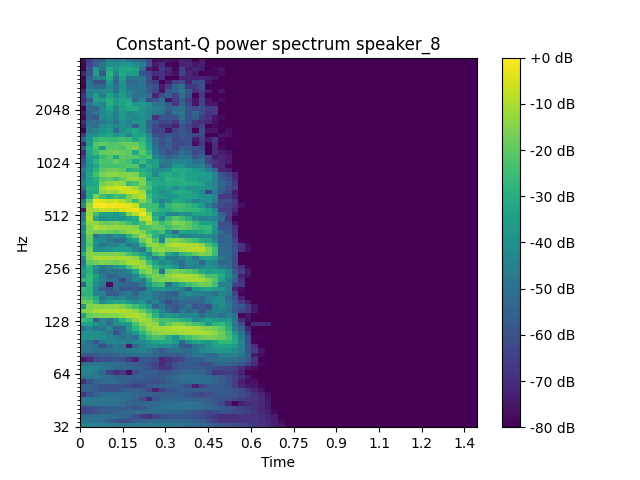 Constant-Q power spectrum speaker_8
Hz
2048
1024
512
256
128
64
32
0 0.15 0.3 0.45 0.6 0.75 0.9 1.1 1.2 1.4
Time
+0 dB
-10 dB
-20 dB
-30 dB
-40 dB
-50 dB
-60 dB
-70 dB
-80 dB